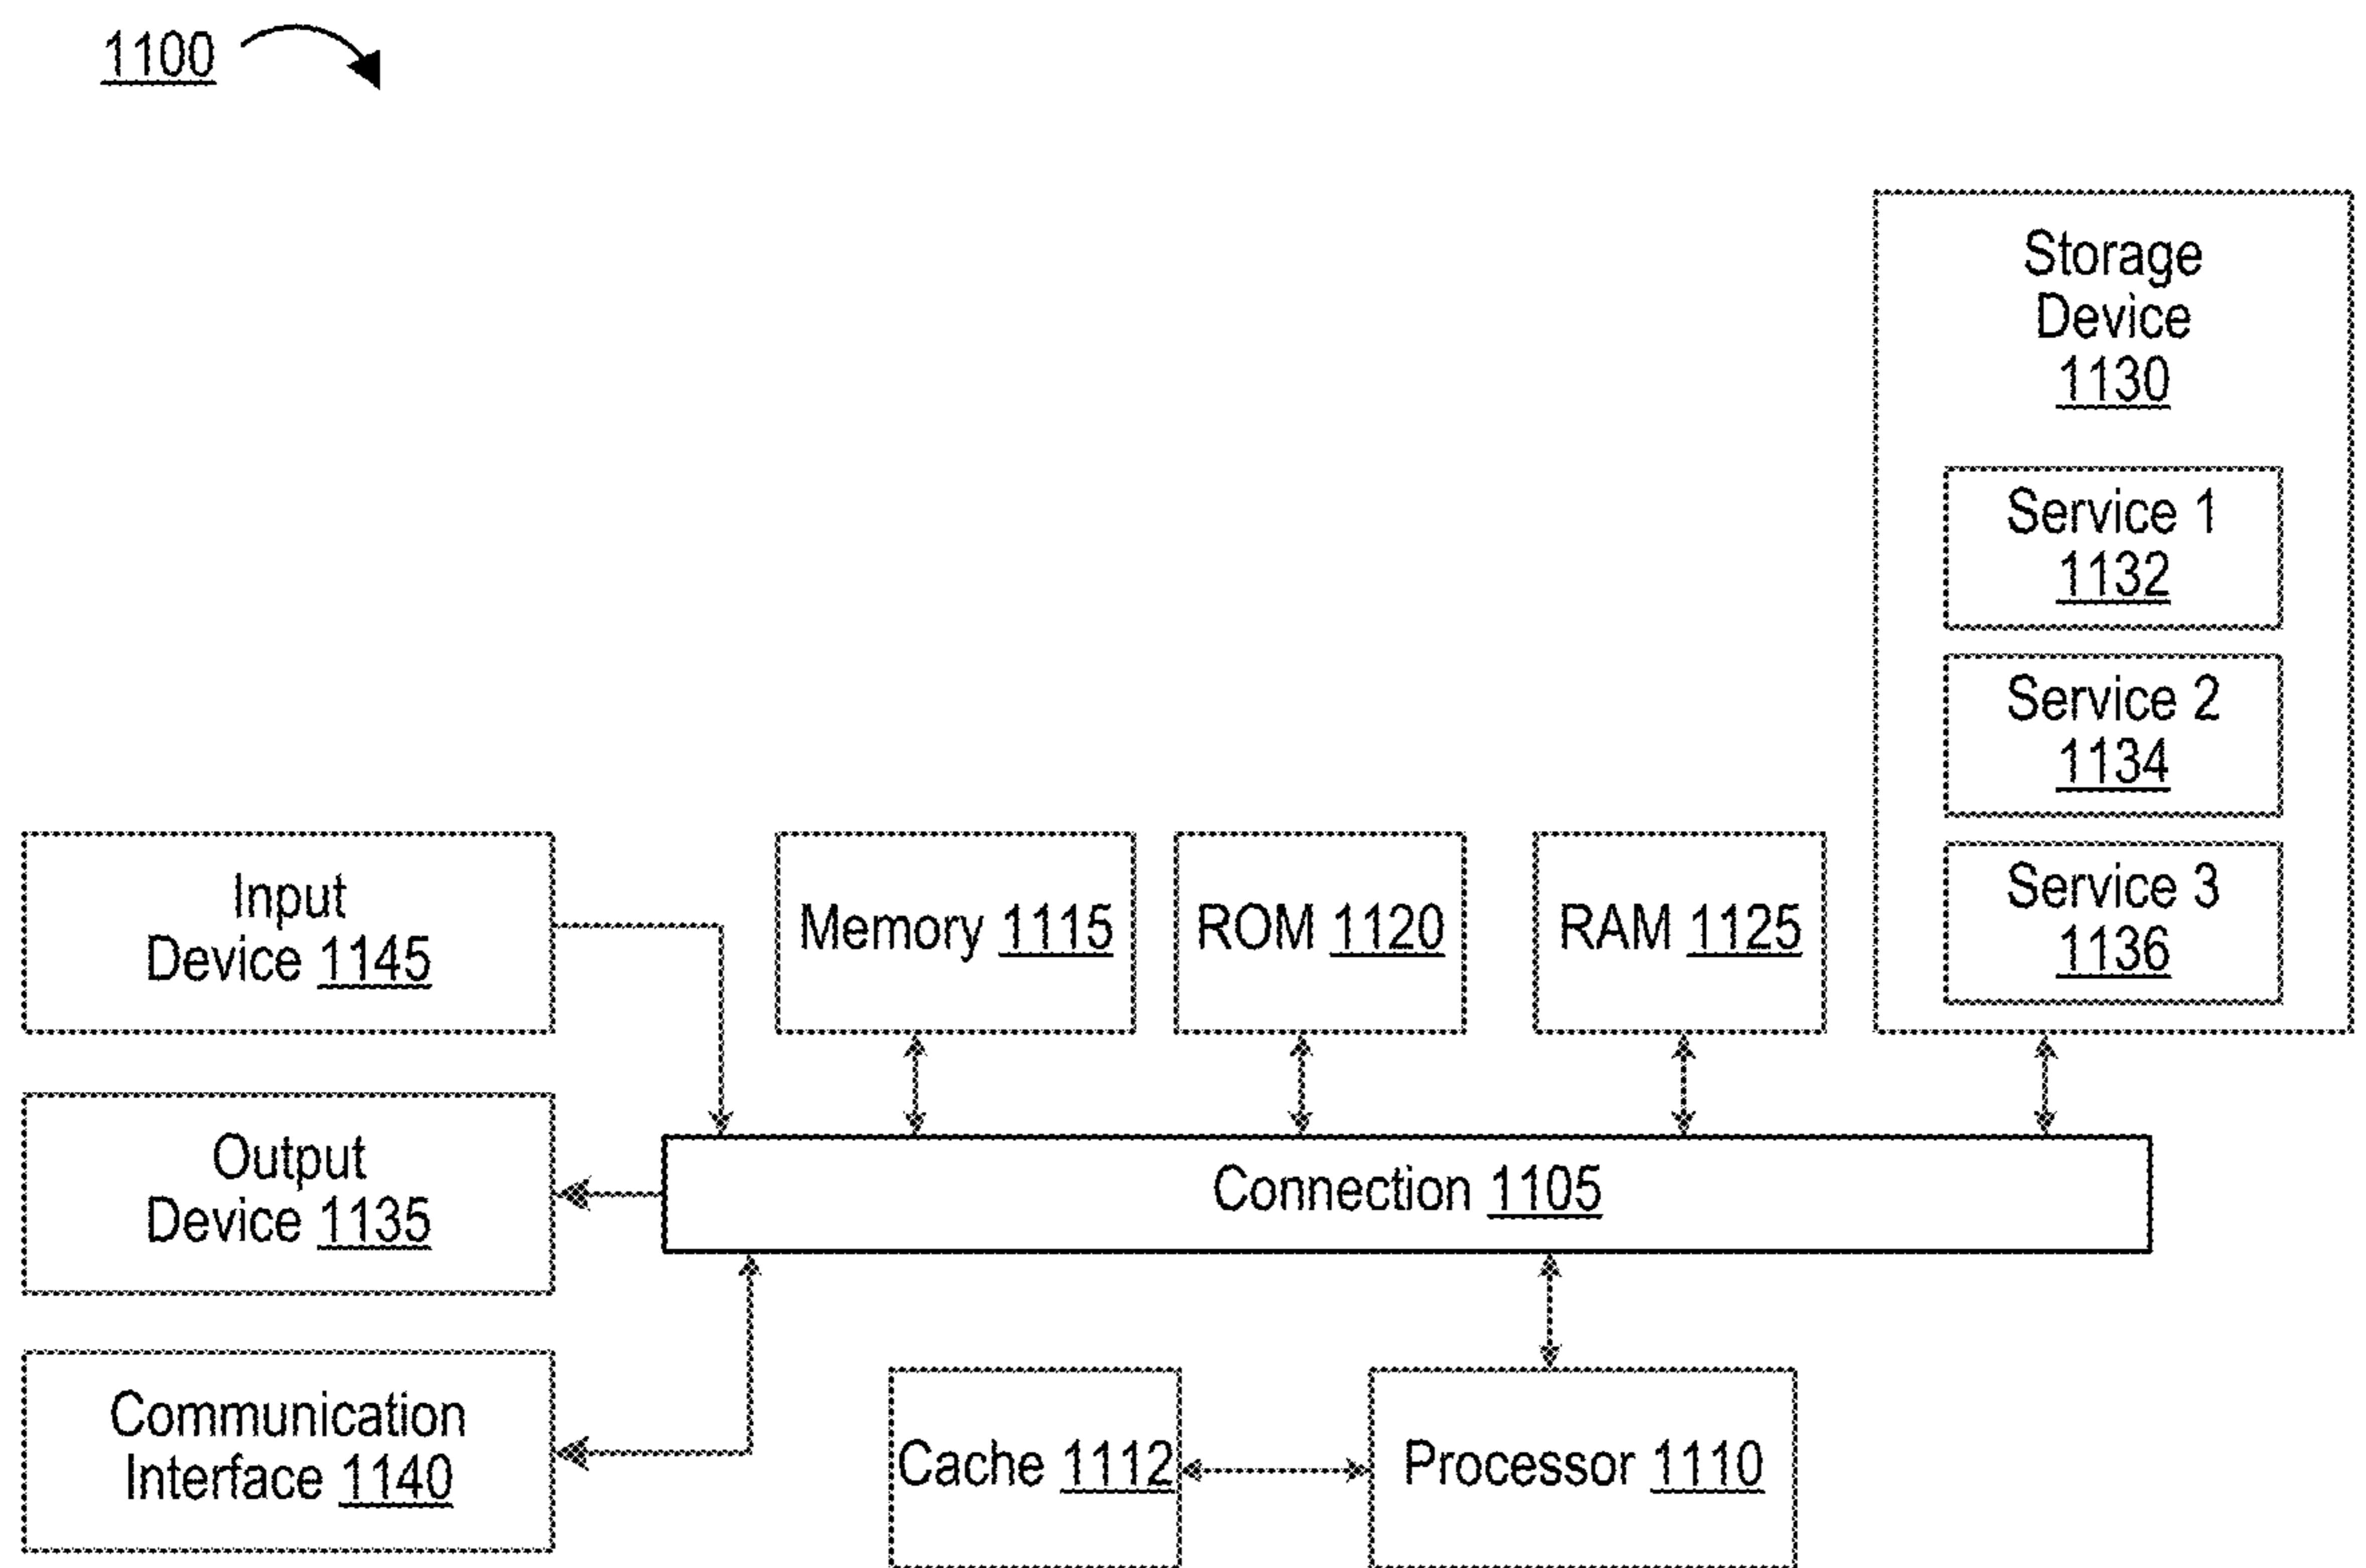 1100
Storage
Device
1130
Service 1
1132
Service 2
1134
Service 3
1136
Input
Device 1145
Memory 1115
ROM 1120
RAM 1125
Output
Device 1135
Connection 1105
Communication
Interface 1140
Cache 1112
Processor 1110